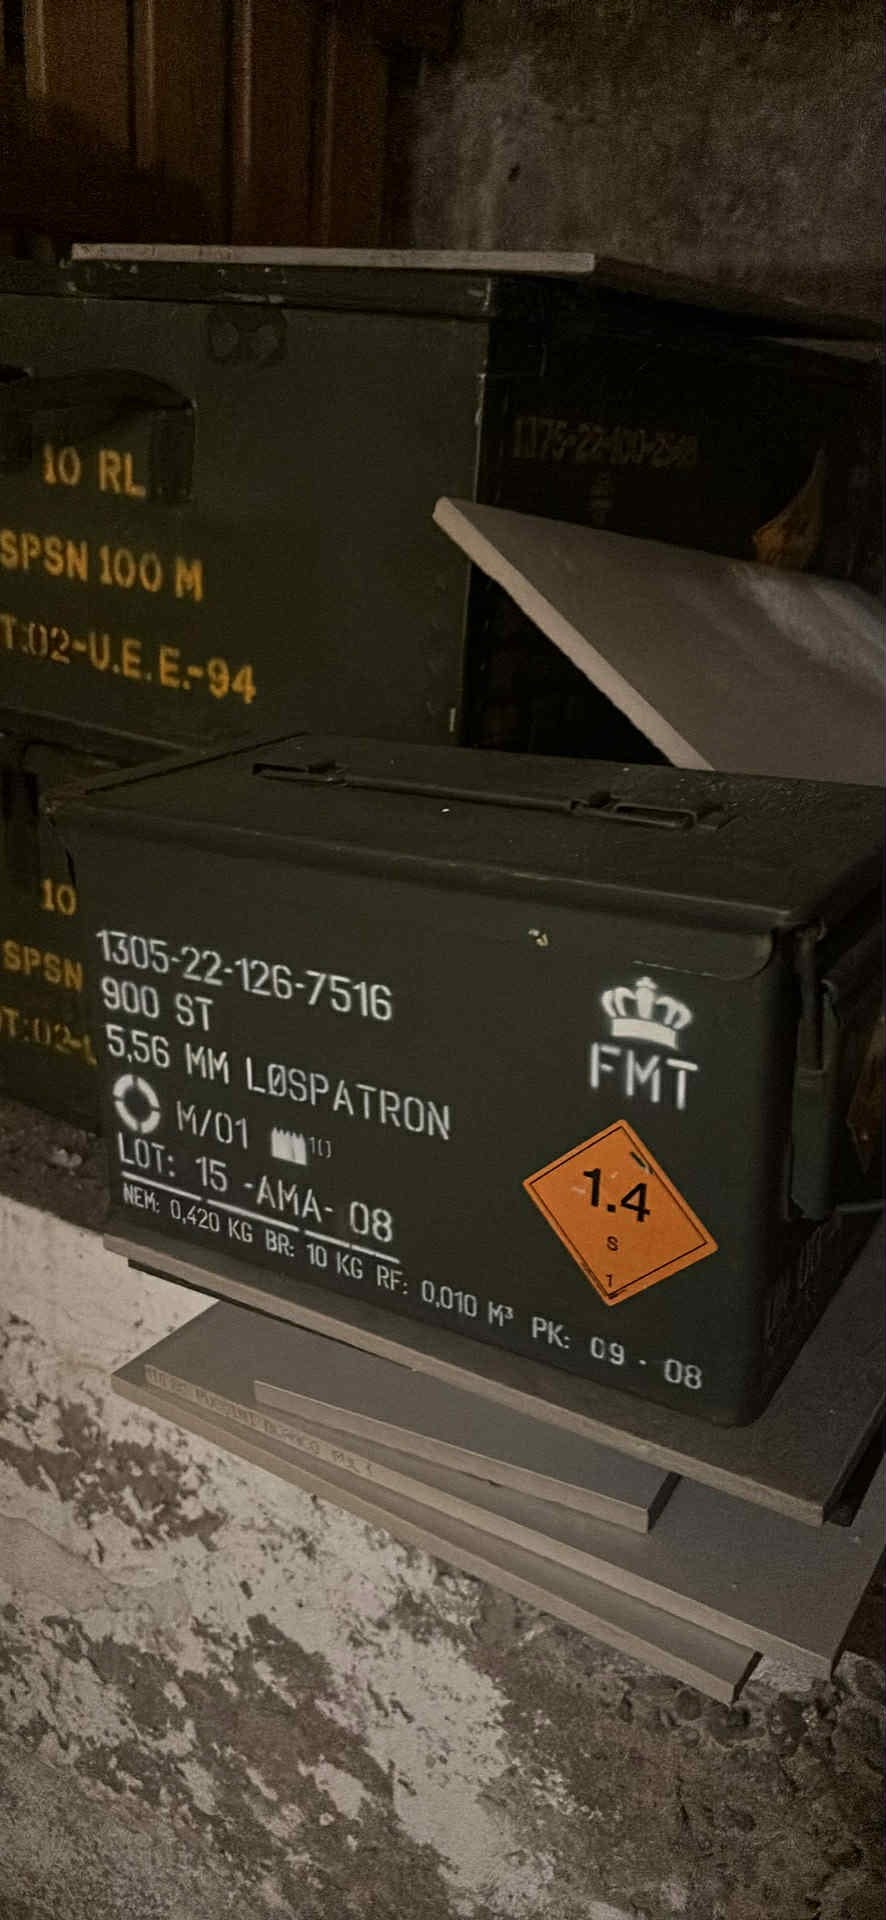 10 RL
SPSN 100 M
T:02-U.E.E.-94
1375-22-100-2548
10
SPSN
T:02-
1305-22-126-7516
900 ST
5,56 MM LØSPATRON
M/01 10
LOT: 15 -AMA- 08
NEM: 0,420 KG BR: 10 KG RF: 0,010 M³ PK: 09 - 08
FMT
1.4
S
1